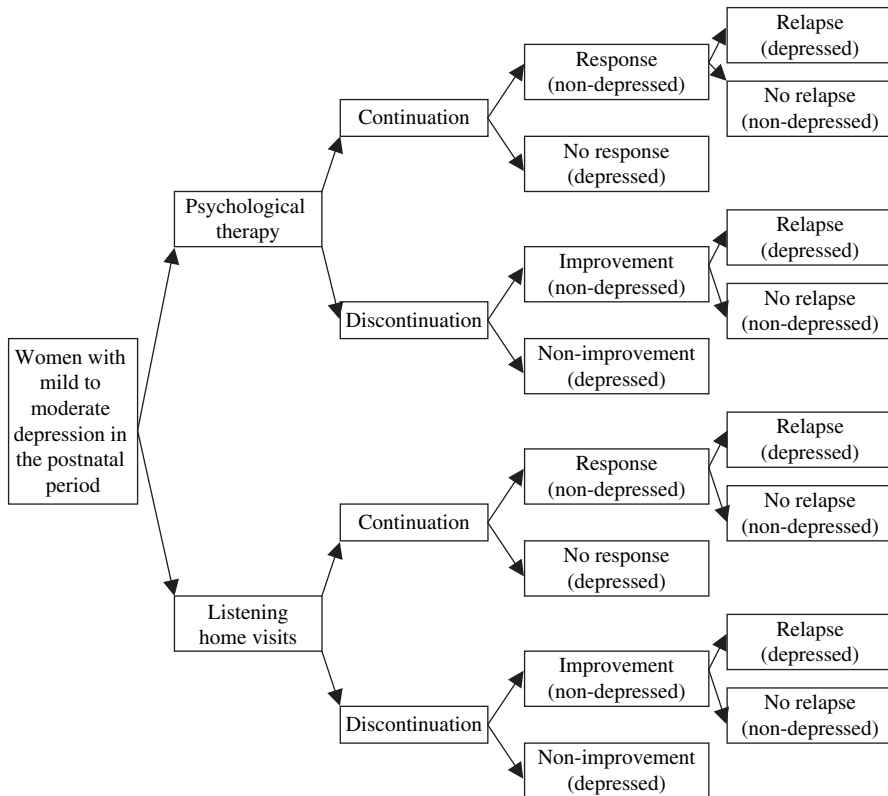 Women with
mild to
moderate
depression in
the postnatal
period
Psychological
therapy
Continuation
Response
(non-depressed)
Relapse
(depressed)
No relapse
(non-depressed)
No response
(depressed)
Discontinuation
Improvement
(non-depressed)
Relapse
(depressed)
No relapse
(non-depressed)
Non-improvement
(depressed)
Listening
home visits
Continuation
Response
(non-depressed)
Relapse
(depressed)
No relapse
(non-depressed)
No response
(depressed)
Discontinuation
Improvement
(non-depressed)
Relapse
(depressed)
No relapse
(non-depressed)
Non-improvement
(depressed)